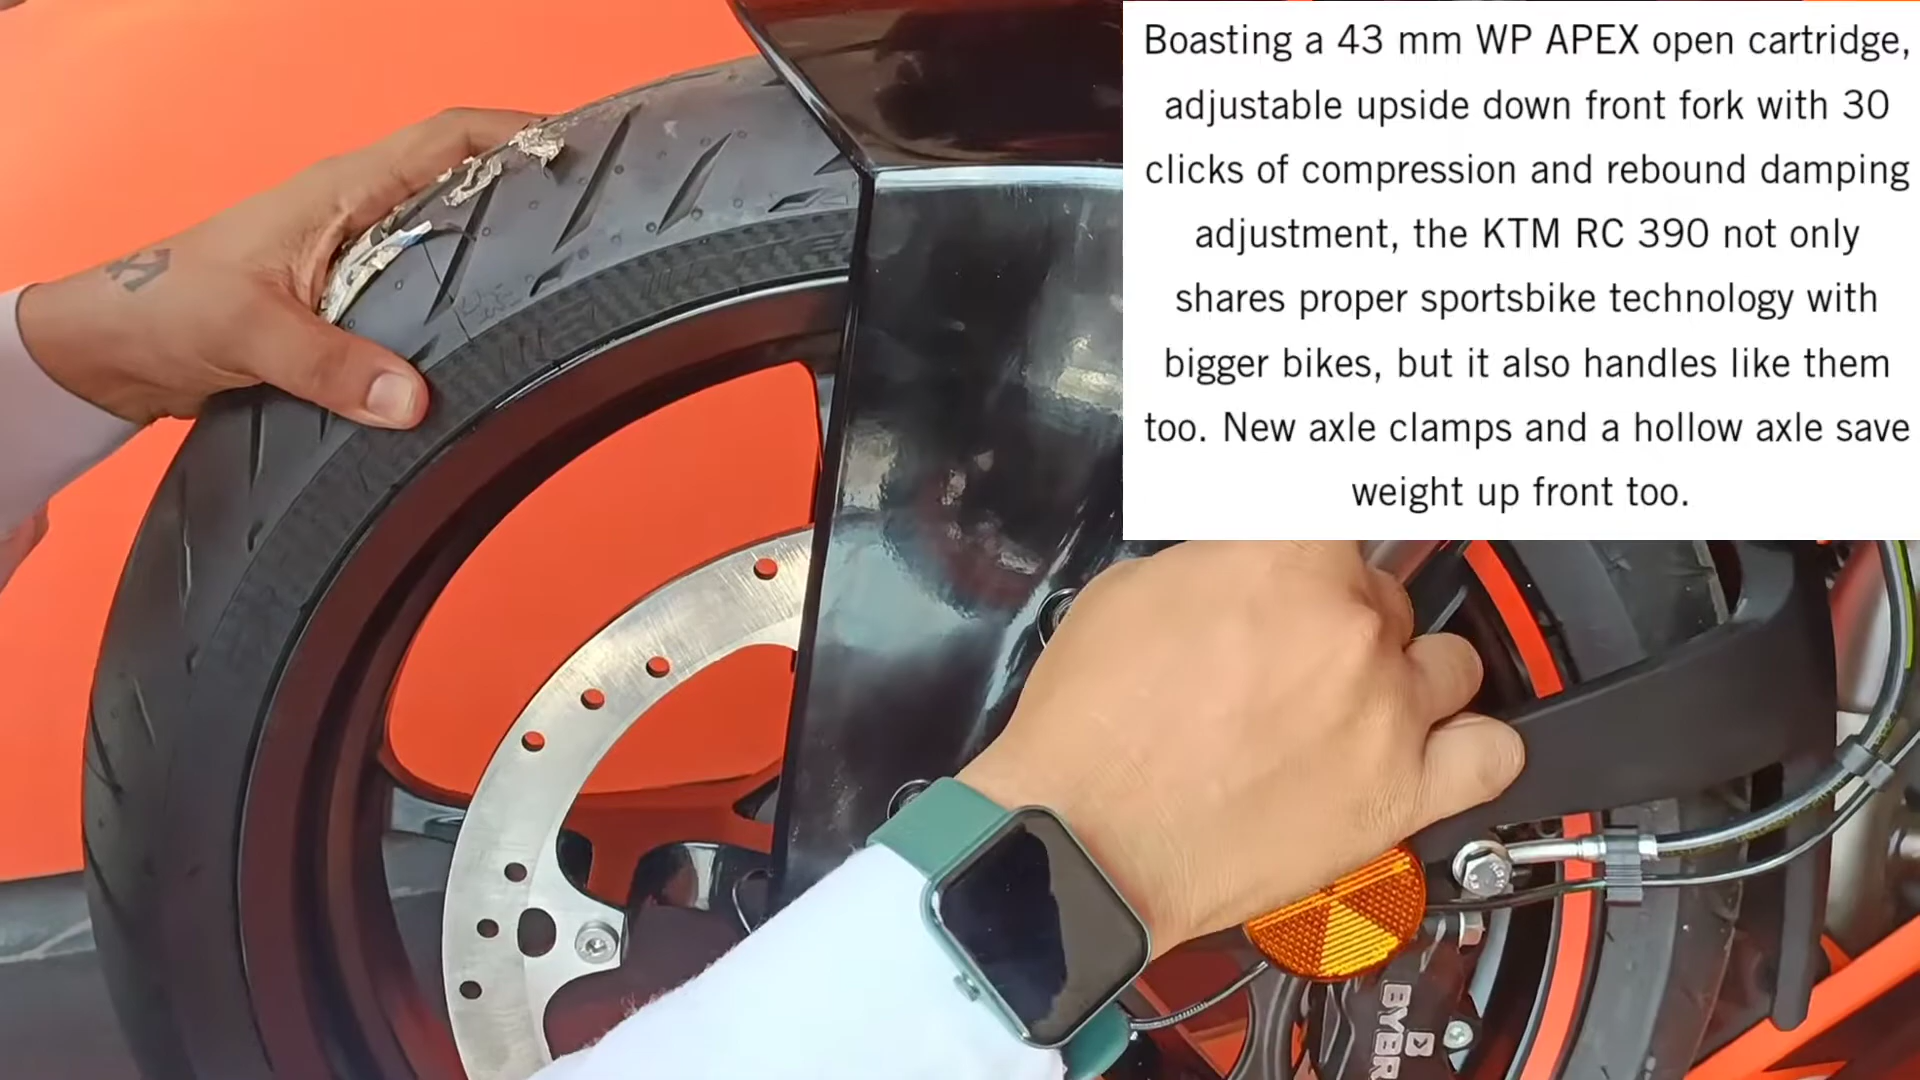 Boasting a 43 mm WP APEX open cartridge,
adjustable upside down front fork with 30
clicks of compression and rebound damping
adjustment, the KTM RC 390 not only
shares proper sportsbike technology with
bigger bikes, but it also handles like them
too. New axle clamps and a hollow axle save
weight up front too.
BYBR